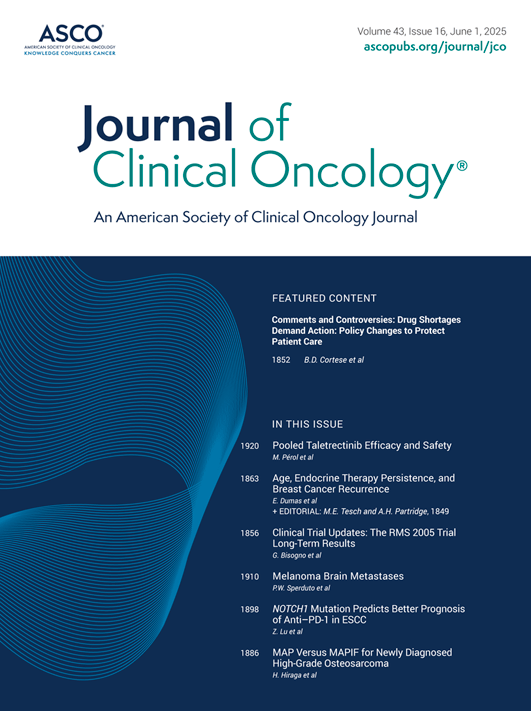 ASCO®
AMERICAN SOCIETY OF CLINICAL ONCOLOGY
KNOWLEDGE CONQUERS CANCER
Volume 43, Issue 16, June 1, 2025
ascopubs.org/journal/jco
Journal of
Clinical Oncology®
An American Society of Clinical Oncology Journal
FEATURED CONTENT
Comments and Controversies: Drug Shortages
Demand Action: Policy Changes to Protect
Patient Care
1852 B.D. Cortese et al
IN THIS ISSUE
1920 Pooled Taletrectinib Efficacy and Safety
M. Pérol et al
1863 Age, Endocrine Therapy Persistence, and
Breast Cancer Recurrence
E. Dumas et al
+ EDITORIAL: M.E. Tesch and A.H. Partridge, 1849
1856 Clinical Trial Updates: The RMS 2005 Trial
Long-Term Results
G. Bisogno et al
1910 Melanoma Brain Metastases
P.W. Sperduto et al
1898 NOTCH1 Mutation Predicts Better Prognosis
of Anti–PD-1 in ESCC
Z. Lu et al
1886 MAP Versus MAPIF for Newly Diagnosed
High-Grade Osteosarcoma
H. Hiraga et al